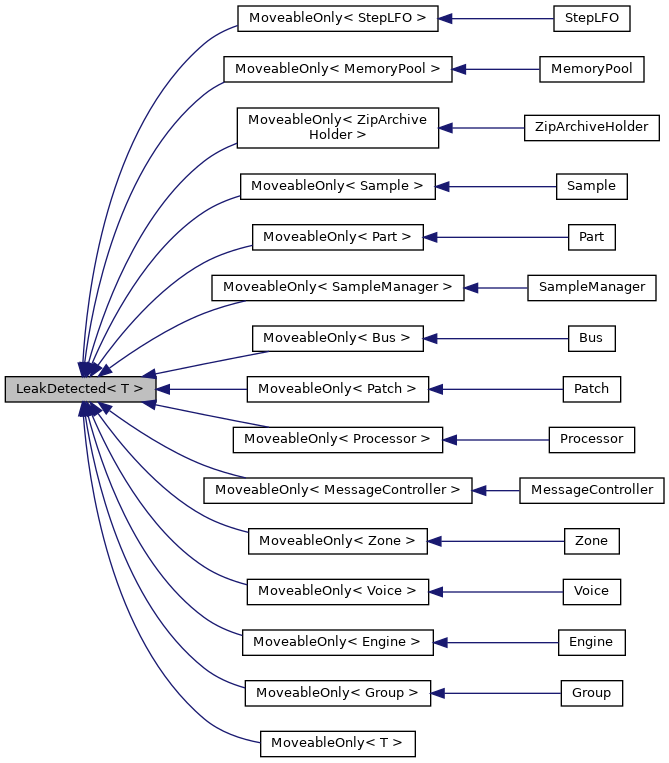 MoveableOnly< StepLFO >
StepLFO
MoveableOnly< MemoryPool >
MemoryPool
MoveableOnly< ZipArchive
Holder >
ZipArchiveHolder
MoveableOnly< Sample >
Sample
MoveableOnly< Part >
Part
MoveableOnly< SampleManager >
SampleManager
MoveableOnly< Bus >
Bus
LeakDetected< T >
MoveableOnly< Patch >
Patch
MoveableOnly< Processor >
Processor
MoveableOnly< MessageController >
MessageController
MoveableOnly< Zone >
Zone
MoveableOnly< Voice >
Voice
MoveableOnly< Engine >
Engine
MoveableOnly< Group >
Group
MoveableOnly< T >